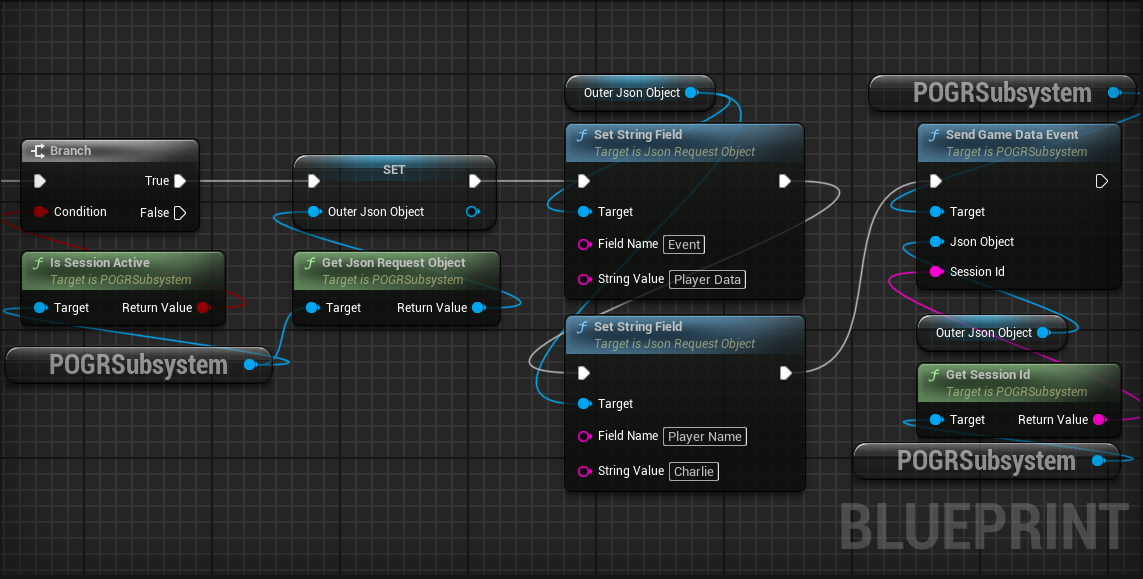 Branch
True
Condition
False
Is Session Active
Target is POGRSubsystem
Target
Return Value
POGRSubsystem
SET
Outer Json Object
Get Json Request Object
Target is POGRSubsystem
Target
Return Value
Outer Json Object
Set String Field
Target is Json Request Object
Target
Field Name
Event
String Value
Player Data
Set String Field
Target is Json Request Object
Target
Field Name
Player Name
String Value
Charlie
POGRSubsystem
Send Game Data Event
Target is POGRSubsystem
Target
Json Object
Session Id
Outer Json Object
Get Session Id
Target is POGRSubsystem
Target
Return Value
POGRSubsystem
BLUEPRINT